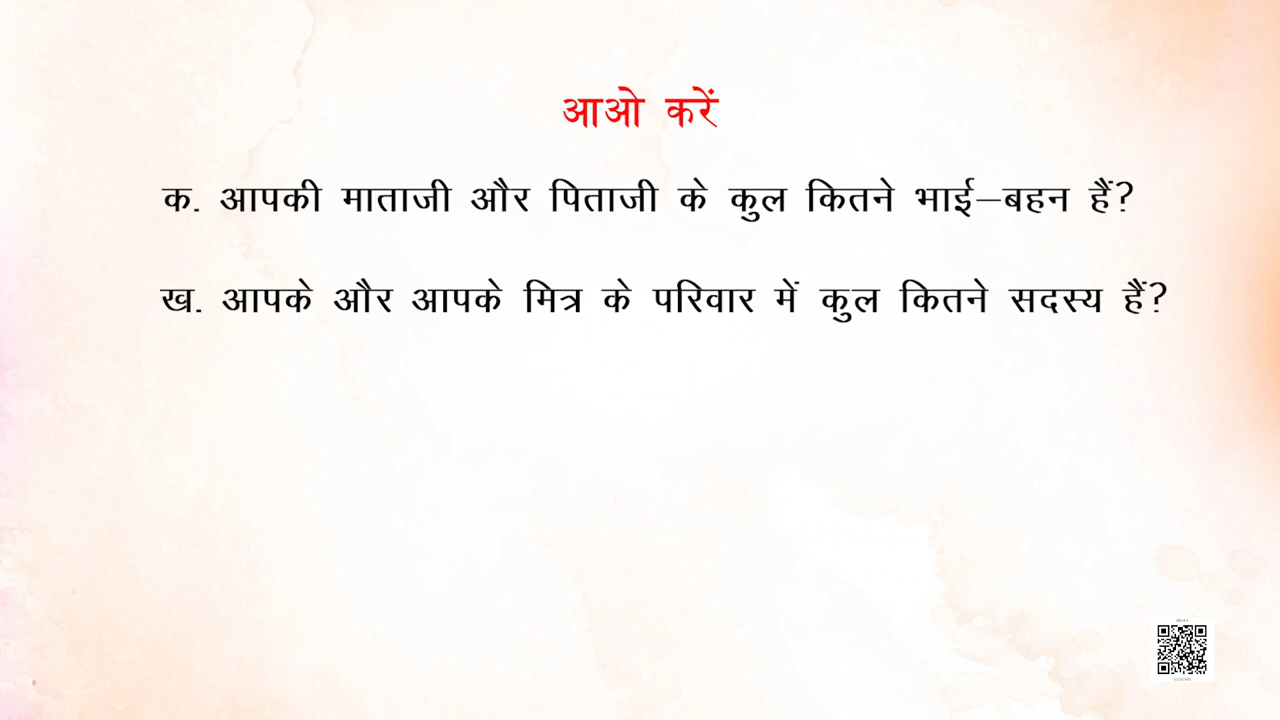 आओ करें
क. आपकी माताजी और पिताजी के कुल कितने भाई–बहन हैं?
ख. आपके और आपके मित्र के परिवार में कुल कितने सदस्य हैं?